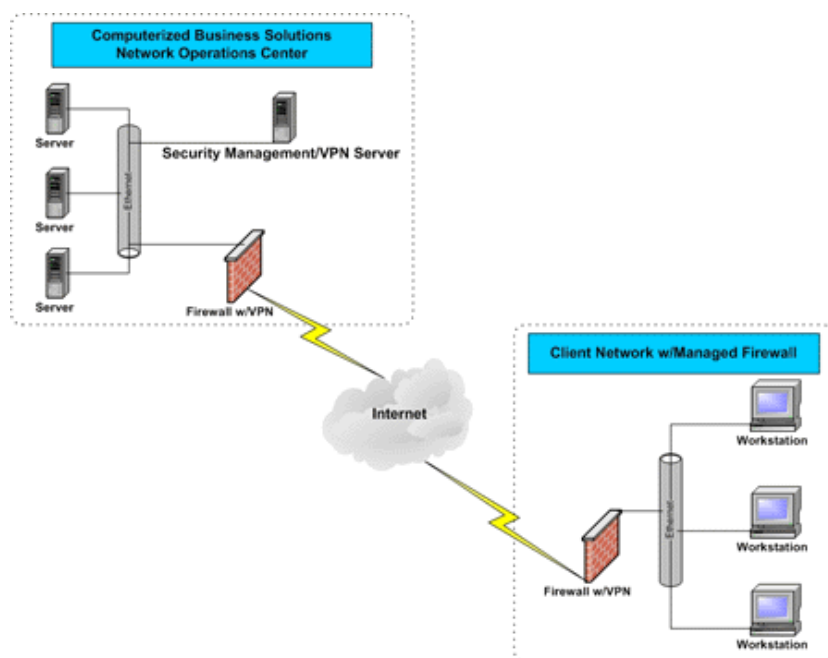 Computerized Business Solutions
Network Operations Center
Server
Security Management/VPN Server
Ethernet
Server
Server
Firewall w/VPN
Internet
Client Network w/Managed Firewall
Workstation
Ethernet
Workstation
Firewall w/VPN
Workstation